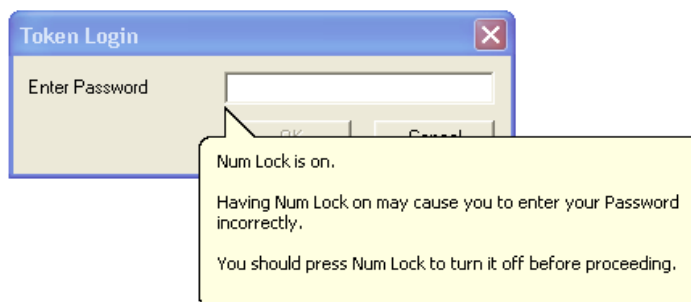 Token Login
Enter Password
OK
Cancel
Num Lock is on.
Having Num Lock on may cause you to enter your Password
incorrectly.
You should press Num Lock to turn it off before proceeding.